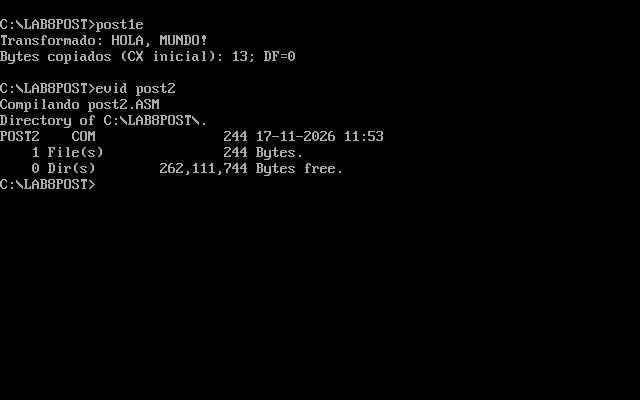 C:\LAB8POST>post1e
Transformado: HOLA, MUNDO!
Bytes copiados (CX inicial): 13; DF=0
C:\LAB8POST>evid post2
Compilando post2.ASM
Directory of C:\LAB8POST\.
POST2    COM                244 17-11-2026 11:53
    1 File(s)               244 Bytes.
    0 Dir(s)        262,111,744 Bytes free.
C:\LAB8POST>